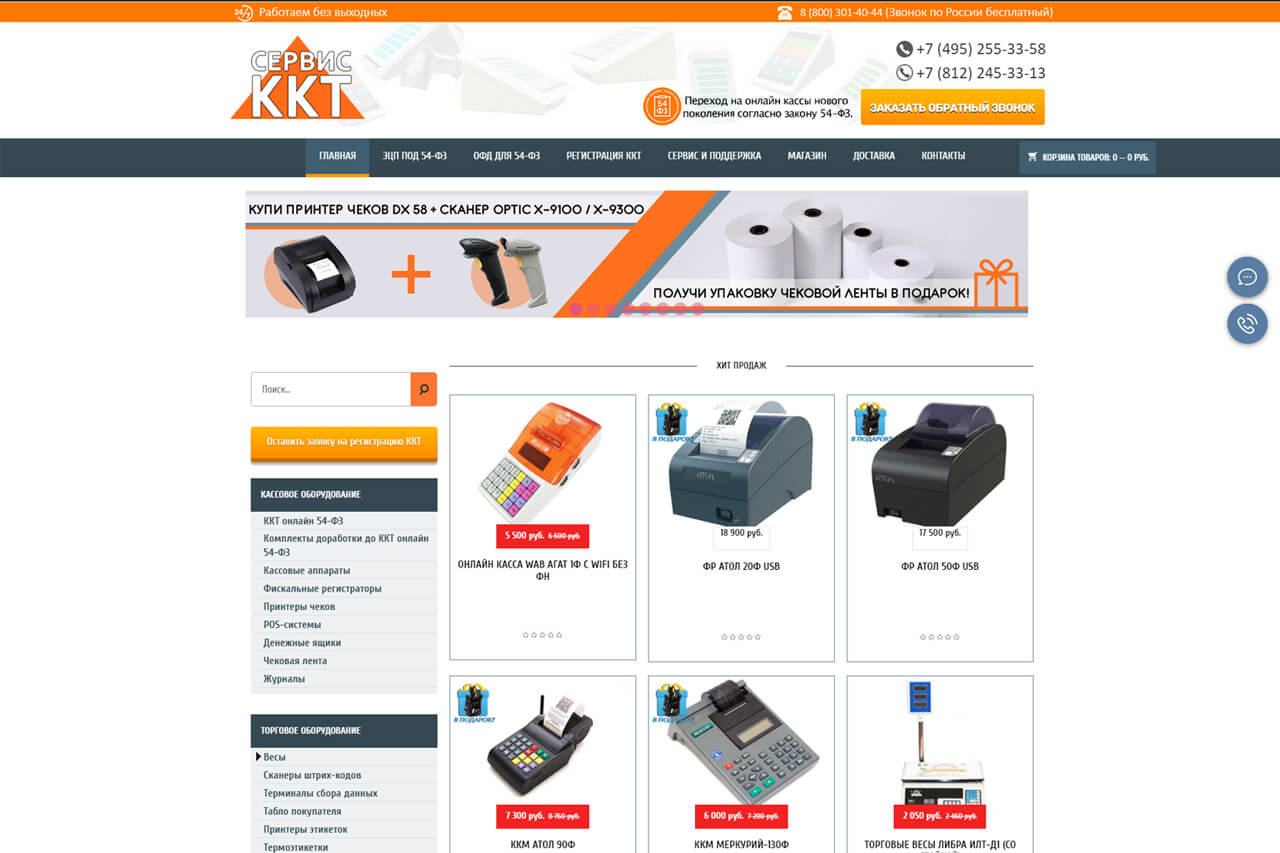 24/7 Работаем без выходных
8 (800) 301-40-44 (Звонок по России бесплатный)
СЕРВИС
ККТ
+7 (495) 255-33-58
+7 (812) 245-33-13
54
ФЗ
Переход на онлайн кассы нового
поколения согласно закону 54-ФЗ.
ЗАКАЗАТЬ ОБРАТНЫЙ ЗВОНОК
ГЛАВНАЯ ЭЦП ПОД 54-ФЗ ОФД ДЛЯ 54-ФЗ РЕГИСТРАЦИЯ ККТ СЕРВИС И ПОДДЕРЖКА МАГАЗИН ДОСТАВКА КОНТАКТЫ
КОРЗИНА ТОВАРОВ: 0 — 0 РУБ.
КУПИ ПРИНТЕР ЧЕКОВ DX 58 + СКАНЕР OPTIC X-9100 / X-9300
+
ПОЛУЧИ УПАКОВКУ ЧЕКОВОЙ ЛЕНТЫ В ПОДАРОК!
Поиск...
Оставить заявку на регистрацию ККТ
КАССОВОЕ ОБОРУДОВАНИЕ
ККТ онлайн 54-ФЗ
Комплекты доработки до ККТ онлайн
54-ФЗ
Кассовые аппараты
Фискальные регистраторы
Принтеры чеков
POS-системы
Денежные ящики
Чековая лента
Журналы
ТОРГОВОЕ ОБОРУДОВАНИЕ
Весы
Сканеры штрих-кодов
Терминалы сбора данных
Табло покупателя
Принтеры этикеток
Термоэтикетки
ХИТ ПРОДАЖ
5 500 руб. 6 600 руб.
ОНЛАЙН КАССА WAB АГАТ 1Ф С WIFI БЕЗ
ФН
В ПОДАРОК!
18 900 руб.
ФР АТОЛ 20Ф USB
В ПОДАРОК!
17 500 руб.
ФР АТОЛ 50Ф USB
В ПОДАРОК!
7 300 руб. 8 760 руб.
ККМ АТОЛ 90Ф
В ПОДАРОК!
6 000 руб. 7 200 руб.
ККМ МЕРКУРИЙ-130Ф
2 050 руб. 2 460 руб.
ТОРГОВЫЕ ВЕСЫ ЛИБРА ИЛТ-Д1 (СО